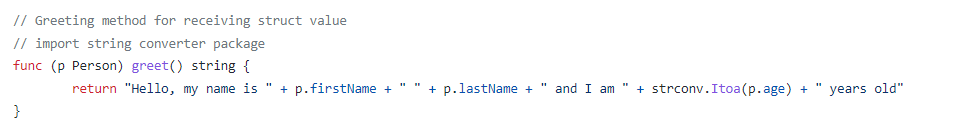 // Greeting method for receiving struct value
// import string converter package
func (p Person) greet() string {
        return "Hello, my name is " + p.firstName + " " + p.lastName + " and I am " + strconv.Itoa(p.age) + " years old"
}